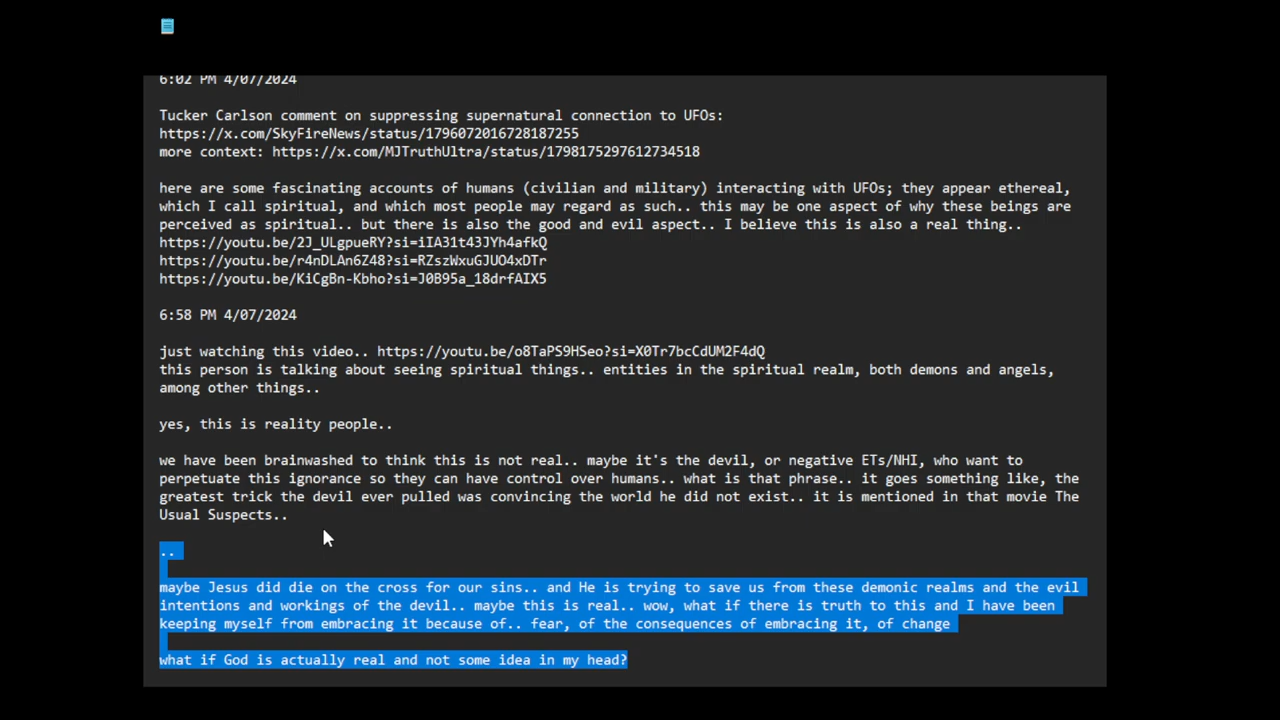 6:02 PM 4/07/2024
Tucker Carlson comment on suppressing supernatural connection to UFOs:
https://x.com/SkyFireNews/status/1796072016728187255
more context: https://x.com/MJTruthUltra/status/1798175297612734518
here are some fascinating accounts of humans (civilian and military) interacting with UFOs; they appear ethereal,
which I call spiritual, and which most people may regard as such.. this may be one aspect of why these beings are
perceived as spiritual.. but there is also the good and evil aspect.. I believe this is also a real thing..
https://youtu.be/2J_ULgpueRY?si=iIA31t43JYh4afkQ
https://youtu.be/r4nDLAn6Z48?si=RZszWxuGJUO4xDTr
https://youtu.be/KiCgBn-Kbho?si=J0B95a_18drfAIX5
6:58 PM 4/07/2024
just watching this video.. https://youtu.be/o8TaPS9HSeo?si=X0Tr7bcCdUM2F4dQ
this person is talking about seeing spiritual things.. entities in the spiritual realm, both demons and angels,
among other things..
yes, this is reality people..
we have been brainwashed to think this is not real.. maybe it's the devil, or negative ETs/NHI, who want to
perpetuate this ignorance so they can have control over humans.. what is that phrase.. it goes something like, the
greatest trick the devil ever pulled was convincing the world he did not exist.. it is mentioned in that movie The
Usual Suspects..
..
maybe Jesus did die on the cross for our sins.. and He is trying to save us from these demonic realms and the evil
intentions and workings of the devil.. maybe this is real.. wow, what if there is truth to this and I have been
keeping myself from embracing it because of.. fear, of the consequences of embracing it, of change
what if God is actually real and not some idea in my head?